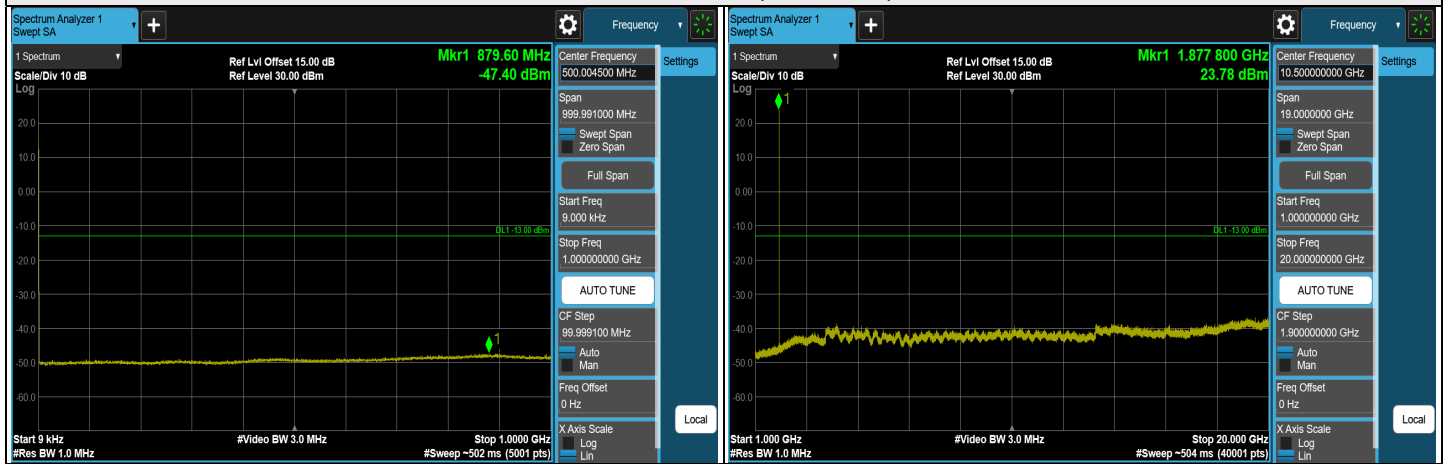 Spectrum Analyzer 1
Swept SA
+
Frequency
1 Spectrum
Ref Lvl Offset 15.00 dB
Mkr1 879.60 MHz
Scale/Div 10 dB
Ref Level 30.00 dBm
-47.40 dBm
Log
20.0
10.0
0.00
-10.0
-20.0
-30.0
-40.0
-50.0
-60.0
DL1 -13.00 dBm
1
Start 9 kHz
#Video BW 3.0 MHz
Stop 1.0000 GHz
#Res BW 1.0 MHz
#Sweep ~502 ms (5001 pts)
Center Frequency
500.004500 MHz
Settings
Span
999.991000 MHz
Swept Span
Zero Span
Full Span
Start Freq
9.000 kHz
Stop Freq
1.000000000 GHz
AUTO TUNE
CF Step
99.999100 MHz
Auto
Man
Freq Offset
0 Hz
Local
X Axis Scale
Log
Lin
Spectrum Analyzer 1
Swept SA
+
Frequency
1 Spectrum
Ref Lvl Offset 15.00 dB
Mkr1 1.877 800 GHz
Scale/Div 10 dB
Ref Level 30.00 dBm
23.78 dBm
Log
1
20.0
10.0
0.00
-10.0
-20.0
-30.0
-40.0
-50.0
-60.0
DL1 -13.00 dBm
Start 1.000 GHz
#Video BW 3.0 MHz
Stop 20.000 GHz
#Res BW 1.0 MHz
#Sweep ~504 ms (40001 pts)
Center Frequency
10.500000000 GHz
Settings
Span
19.0000000 GHz
Swept Span
Zero Span
Full Span
Start Freq
1.000000000 GHz
Stop Freq
20.000000000 GHz
AUTO TUNE
CF Step
1.900000000 GHz
Auto
Man
Freq Offset
0 Hz
Local
X Axis Scale
Log
Lin